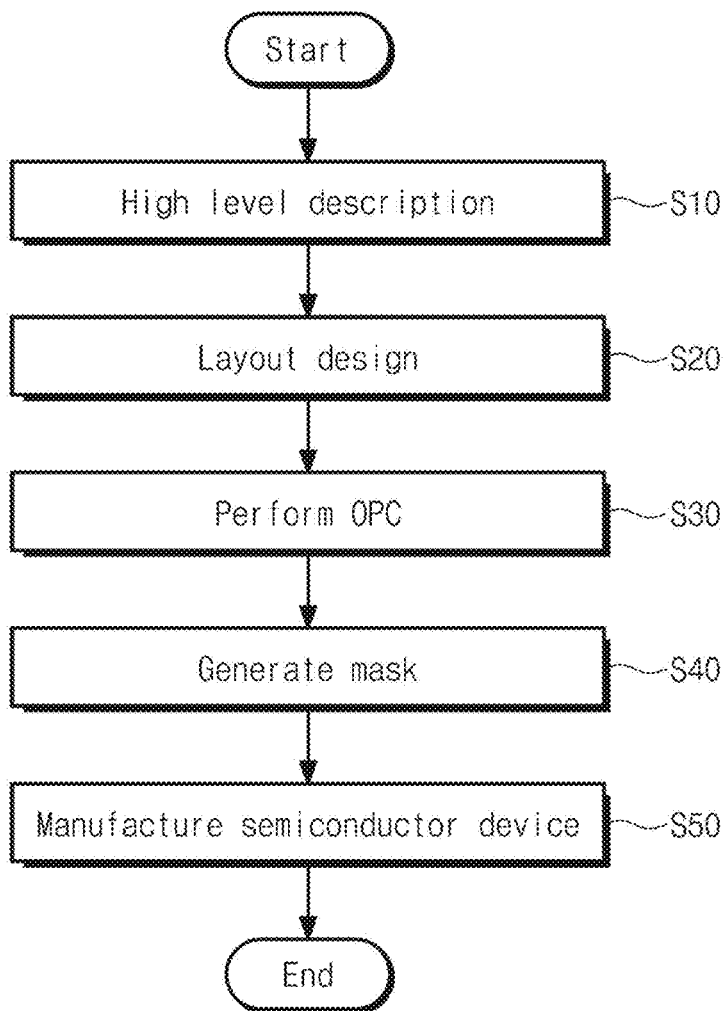 Start
High level description
S10
Layout design
S20
Perform OPC
S30
Generate mask
S40
Manufacture semiconductor device
S50
End